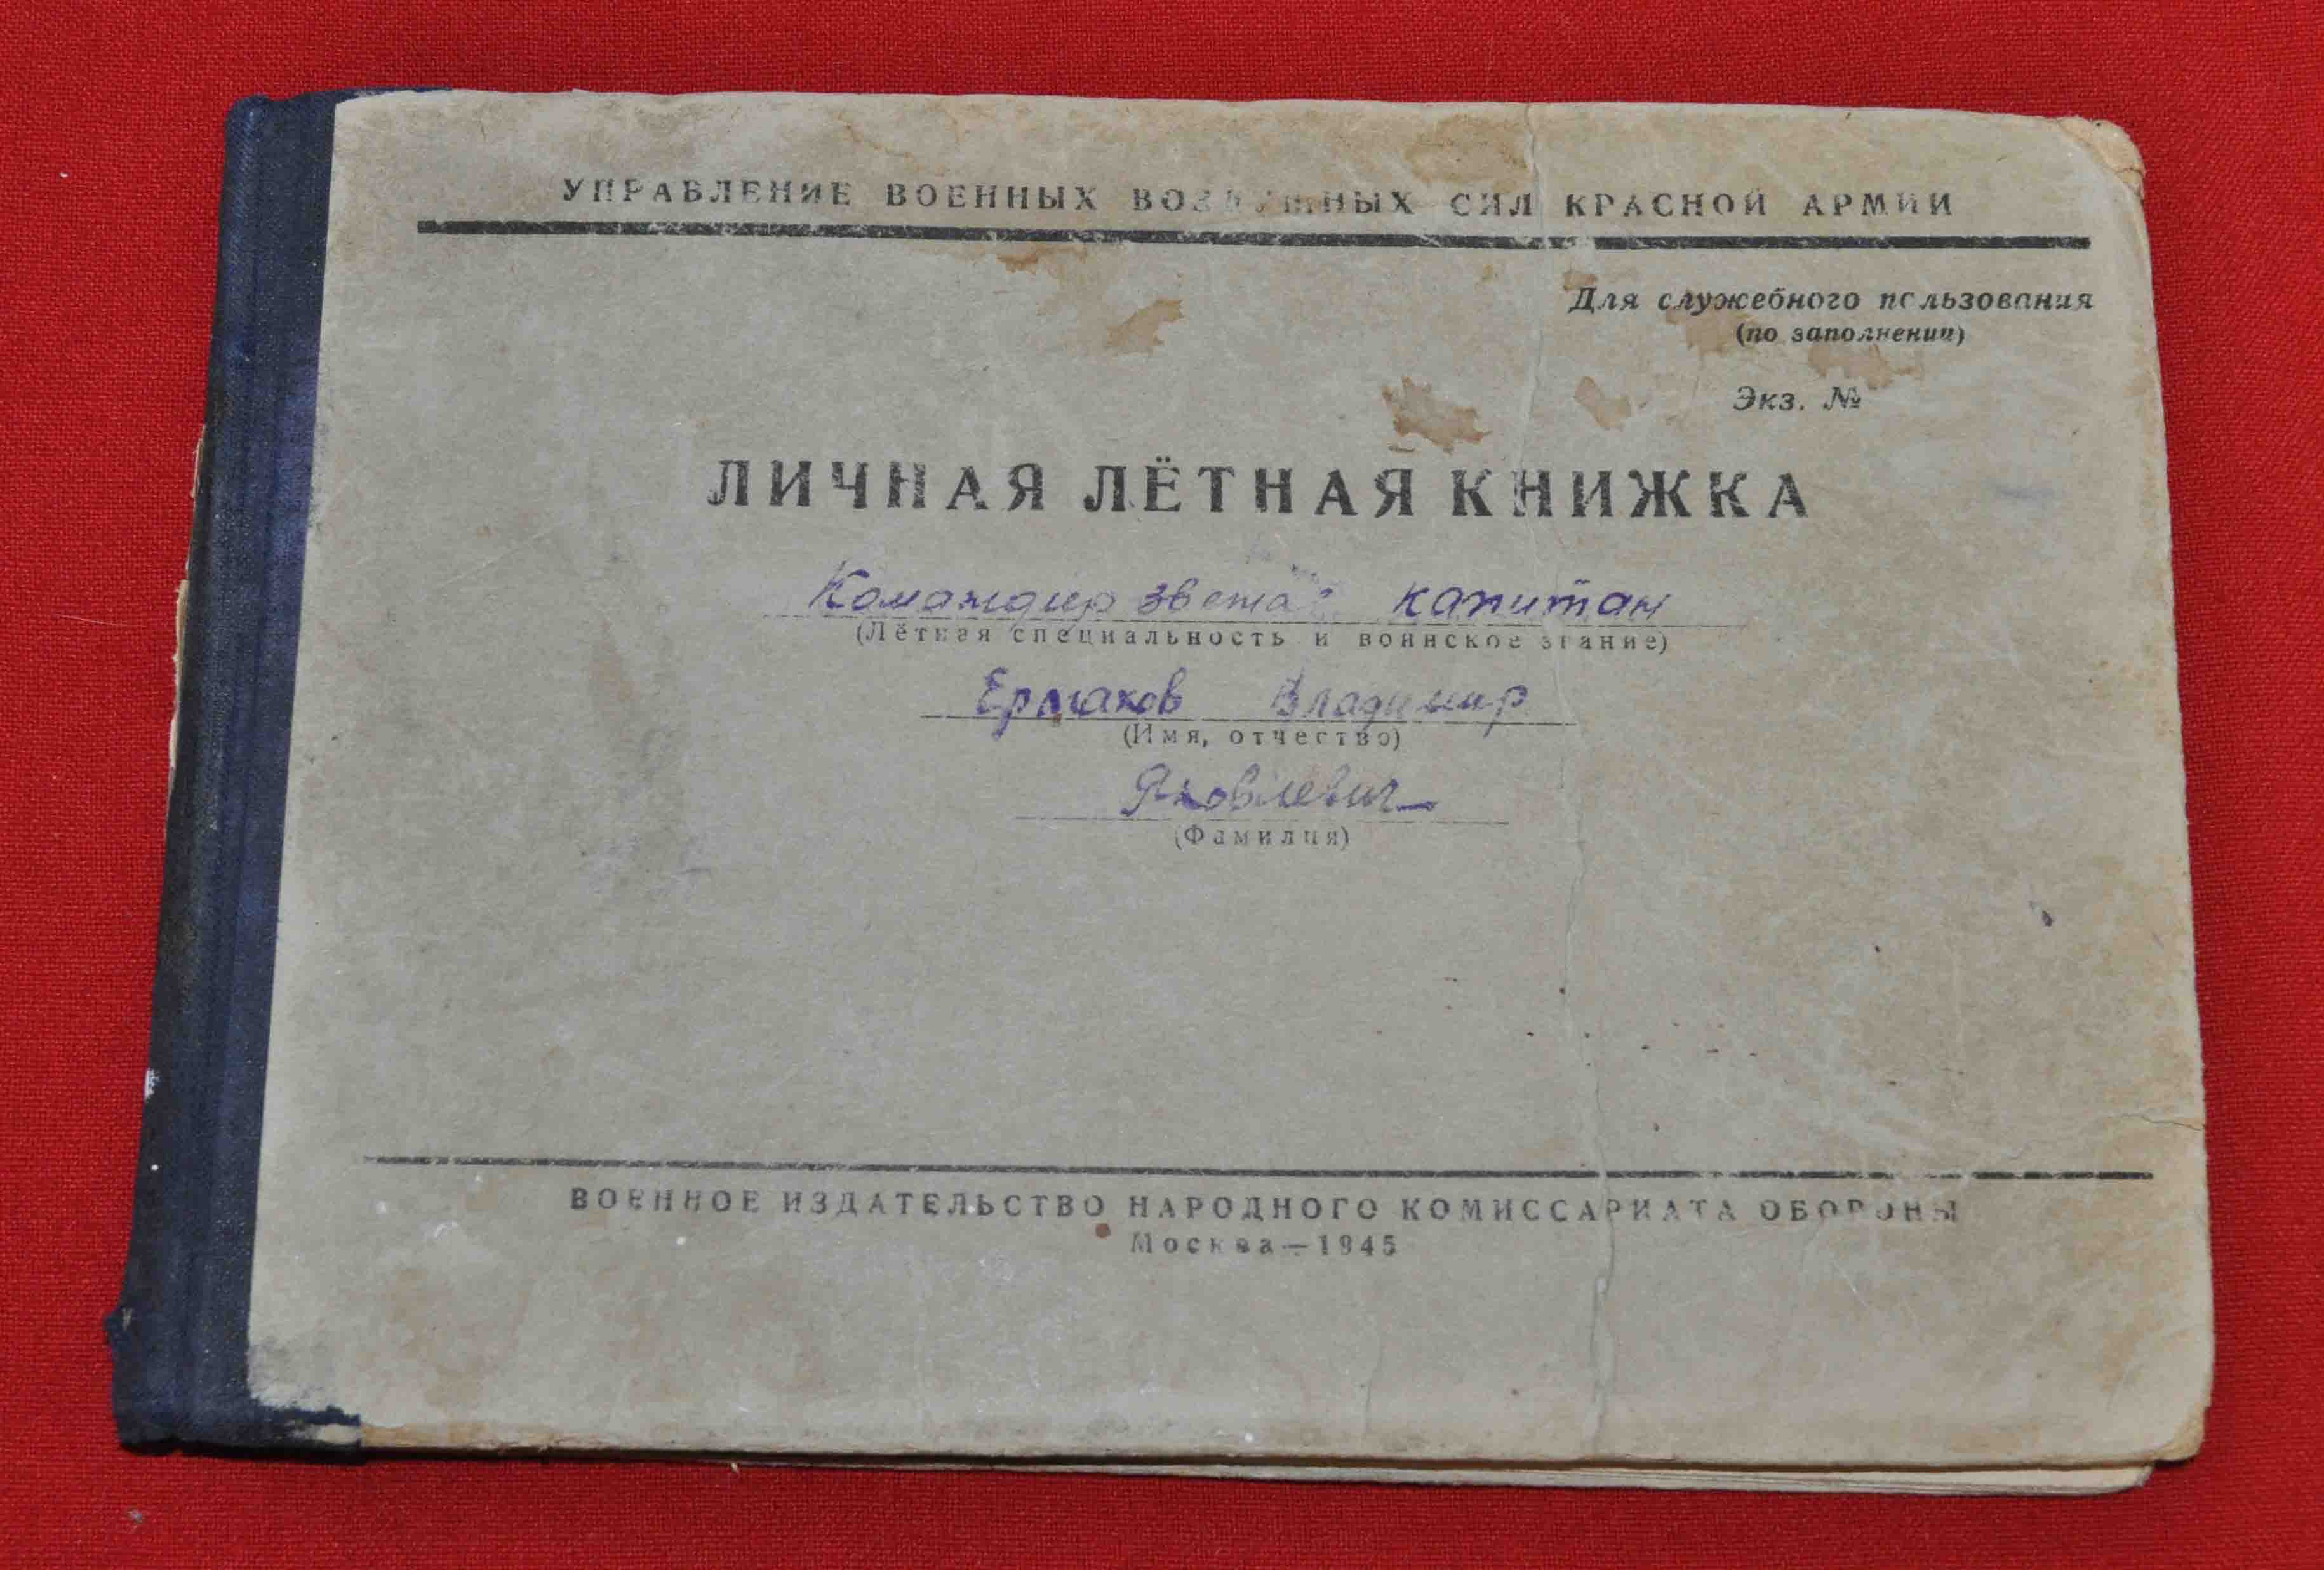 УПРАВЛЕНИЕ ВОЕННЫХ ВОЗДУШНЫХ СИЛ КРАСНОЙ АРМИИ
Для служебного пользования
(по заполнении)
Экз. №
ЛИЧНАЯ ЛЁТНАЯ КНИЖКА
Командир звена капитан
(Лётная специальность и воинское звание)
Ермаков Владимир
(Имя, отчество)
Яковлевич
(Фамилия)
ВОЕННОЕ ИЗДАТЕЛЬСТВО НАРОДНОГО КОМИССАРИАТА ОБОРОНЫ
Москва—1945